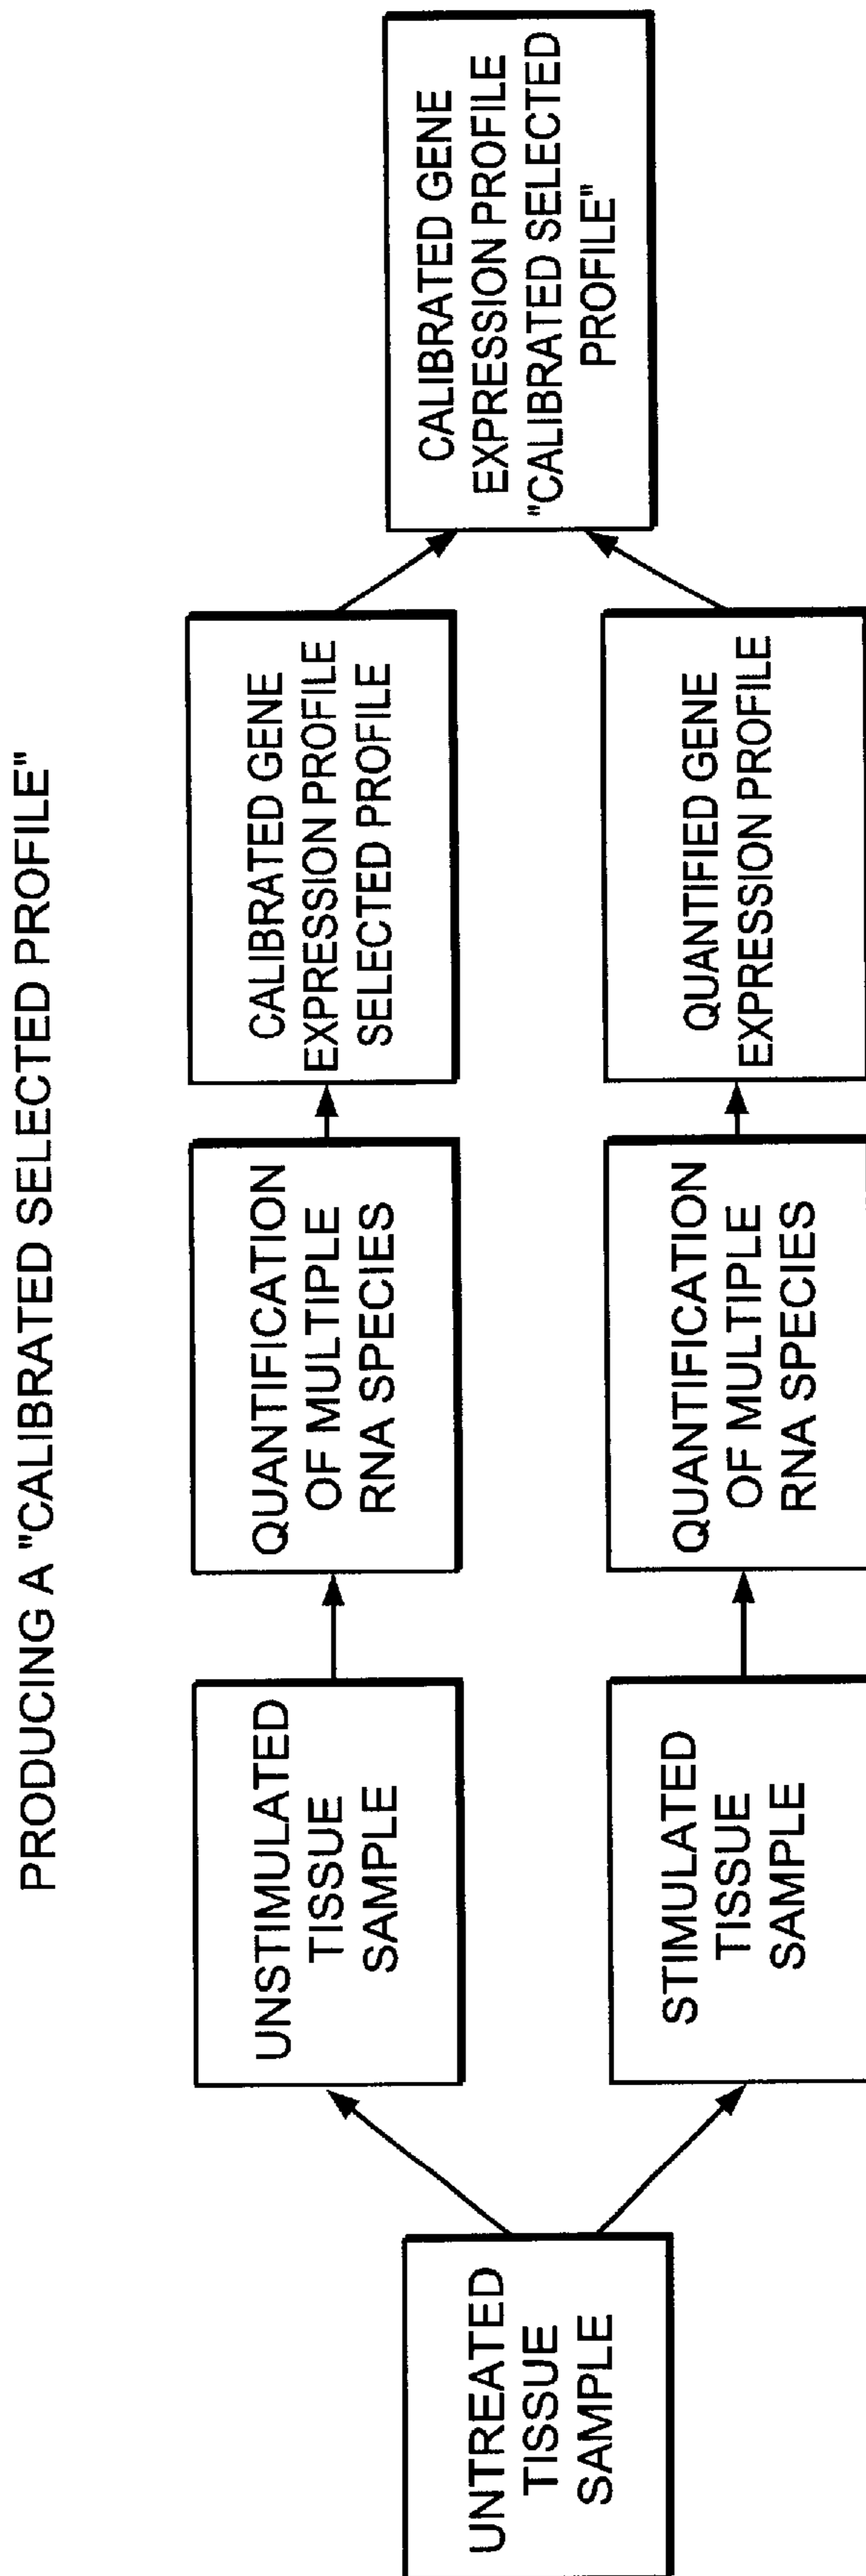 PRODUCING A "CALIBRATED SELECTED PROFILE"
UNTREATED
TISSUE
SAMPLE
UNSTIMULATED
TISSUE
SAMPLE
QUANTIFICATION
OF MULTIPLE
RNA SPECIES
CALIBRATED GENE
EXPRESSION PROFILE
SELECTED PROFILE
STIMULATED
TISSUE
SAMPLE
QUANTIFICATION
OF MULTIPLE
RNA SPECIES
QUANTIFIED GENE
EXPRESSION PROFILE
CALIBRATED GENE
EXPRESSION PROFILE
"CALIBRATED SELECTED
PROFILE"